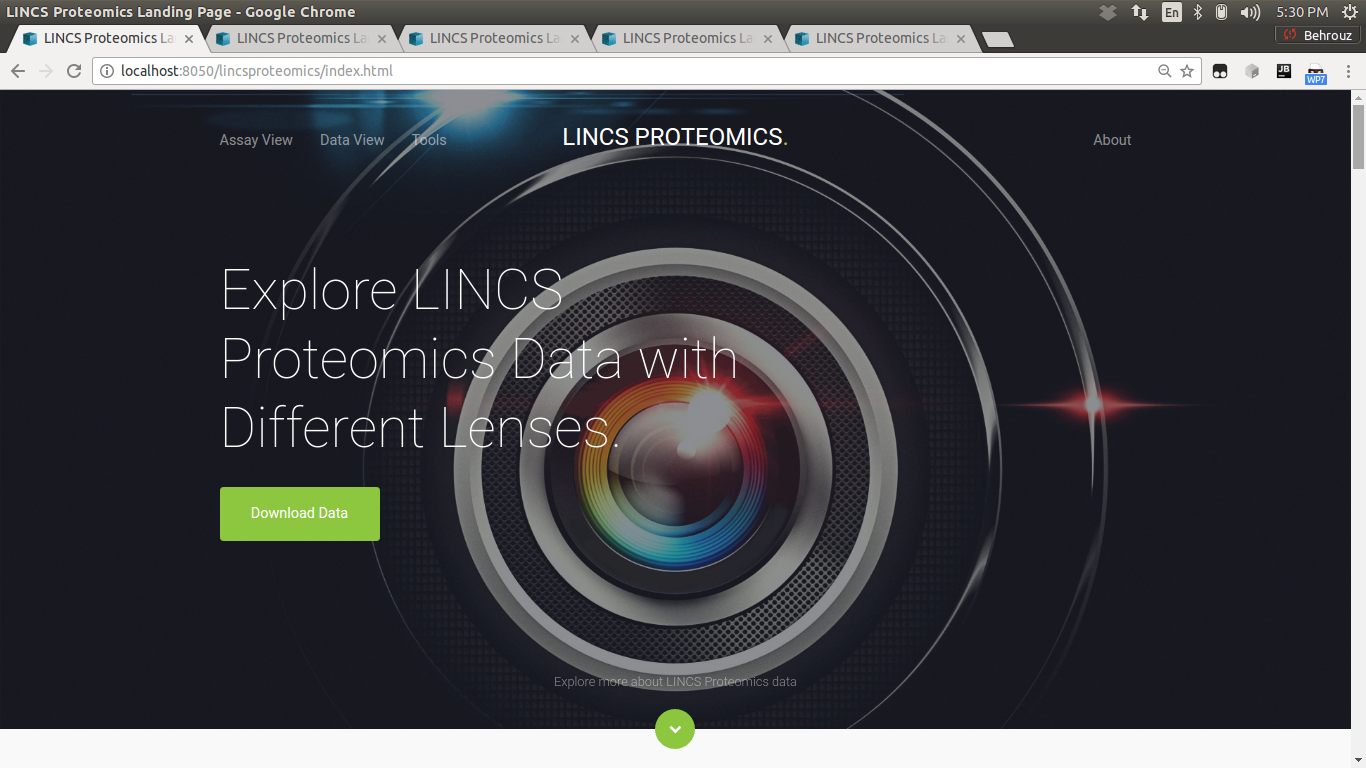 LINCS Proteomics Landing Page - Google Chrome
En
5:30 PM
LINCS Proteomics La
LINCS Proteomics La
LINCS Proteomics La
LINCS Proteomics La
LINCS Proteomics La
Behrouz
localhost:8050/lincsproteomics/index.html
JB
WP7
Assay View
Data View
Tools
LINCS PROTEOMICS.
About
Explore LINCS
Proteomics Data with
Different Lenses.
Download Data
Explore more about LINCS Proteomics data